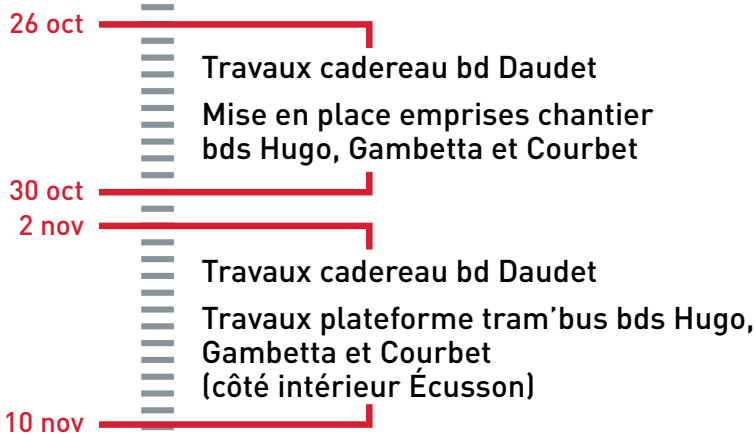 26 oct
Travaux cadereau bd Daudet
Mise en place emprises chantier
bds Hugo, Gambetta et Courbet
30 oct
2 nov
Travaux cadereau bd Daudet
Travaux plateforme tram’bus bds Hugo,
Gambetta et Courbet
(côté intérieur Écusson)
10 nov